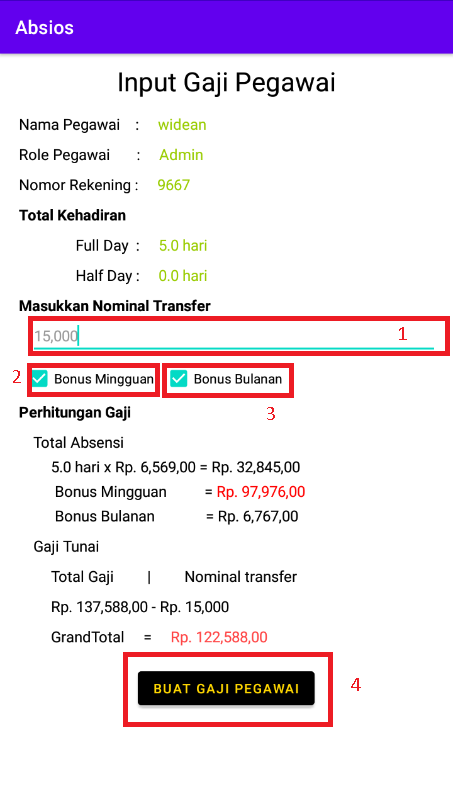 Absios
Input Gaji Pegawai
Nama Pegawai : widean
Role Pegawai : Admin
Nomor Rekening : 9667
Total Kehadiran
Full Day : 5.0 hari
Half Day : 0.0 hari
Masukkan Nominal Transfer
15,000 1
2 Bonus Mingguan Bonus Bulanan
Perhitungan Gaji 3
Total Absensi
5.0 hari x Rp. 6,569,00 = Rp. 32,845,00
Bonus Mingguan = Rp. 97,976,00
Bonus Bulanan = Rp. 6,767,00
Gaji Tunai
Total Gaji | Nominal transfer
Rp. 137,588,00 - Rp. 15,000
GrandTotal = Rp. 122,588,00
BUAT GAJI PEGAWAI 4